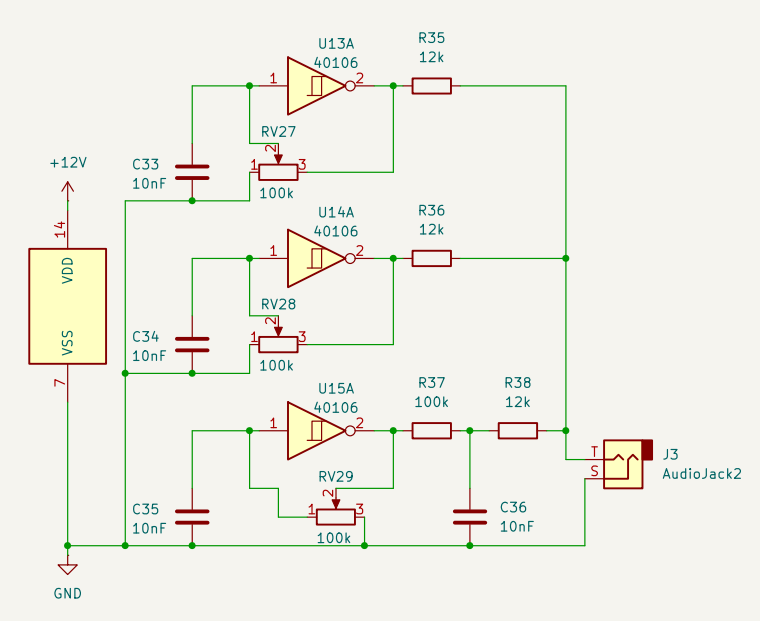 U13A
40106
1
2
R35
12k
RV27
2
1
3
100k
C33
10nF
+12V
14
VDD
VSS
7
GND
U14A
40106
1
2
R36
12k
RV28
2
1
3
100k
C34
10nF
U15A
40106
1
2
R37
100k
R38
12k
RV29
2
1
3
100k
C35
10nF
C36
10nF
T
S
J3
AudioJack2